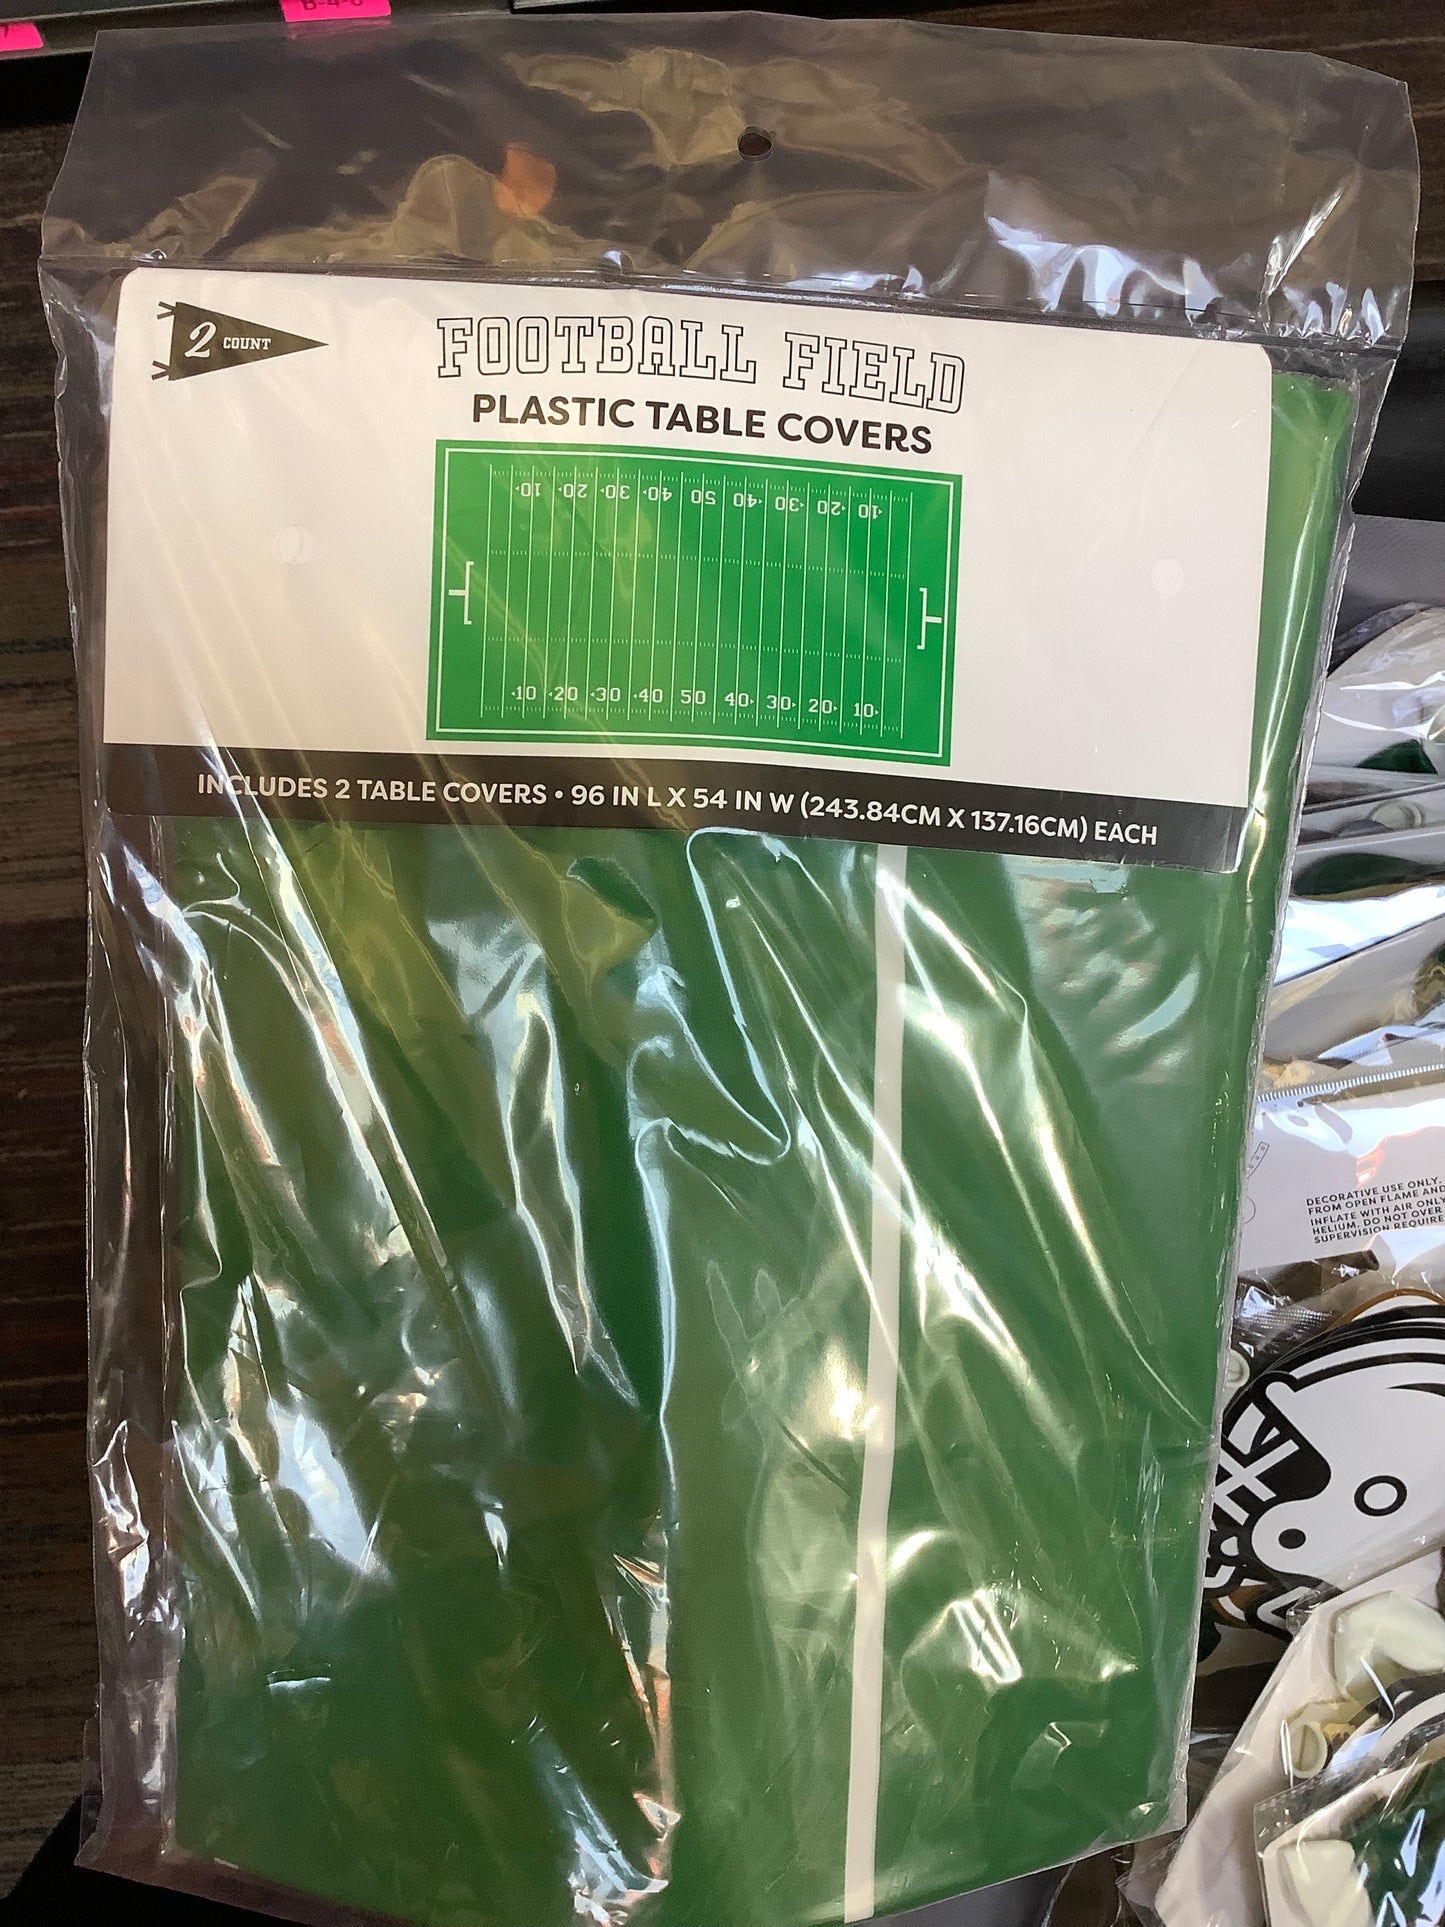 B-4-6
2 COUNT
FOOTBALL FIELD
PLASTIC TABLE COVERS
10 20 30 40 50 40 30 20 10
10 20 30 40 50 40 30 20 10
INCLUDES 2 TABLE COVERS • 96 IN L X 54 IN W (243.84CM X 137.16CM) EACH
DECORATIVE USE ONLY.
FROM OPEN FLAME AND
INFLATE WITH AIR ONLY
HELIUM. DO NOT OVER
SUPERVISION REQUIRE